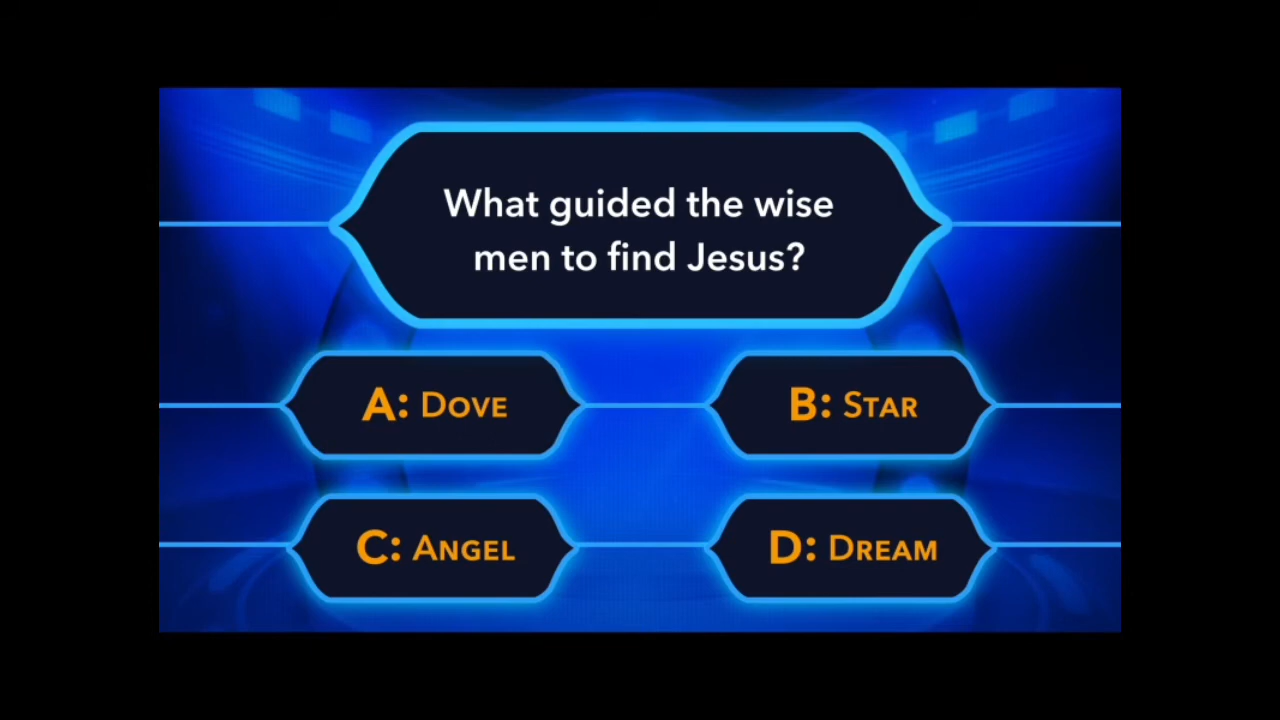 What guided the wise
men to find Jesus?
A: Dove
B: Star
C: Angel
D: Dream